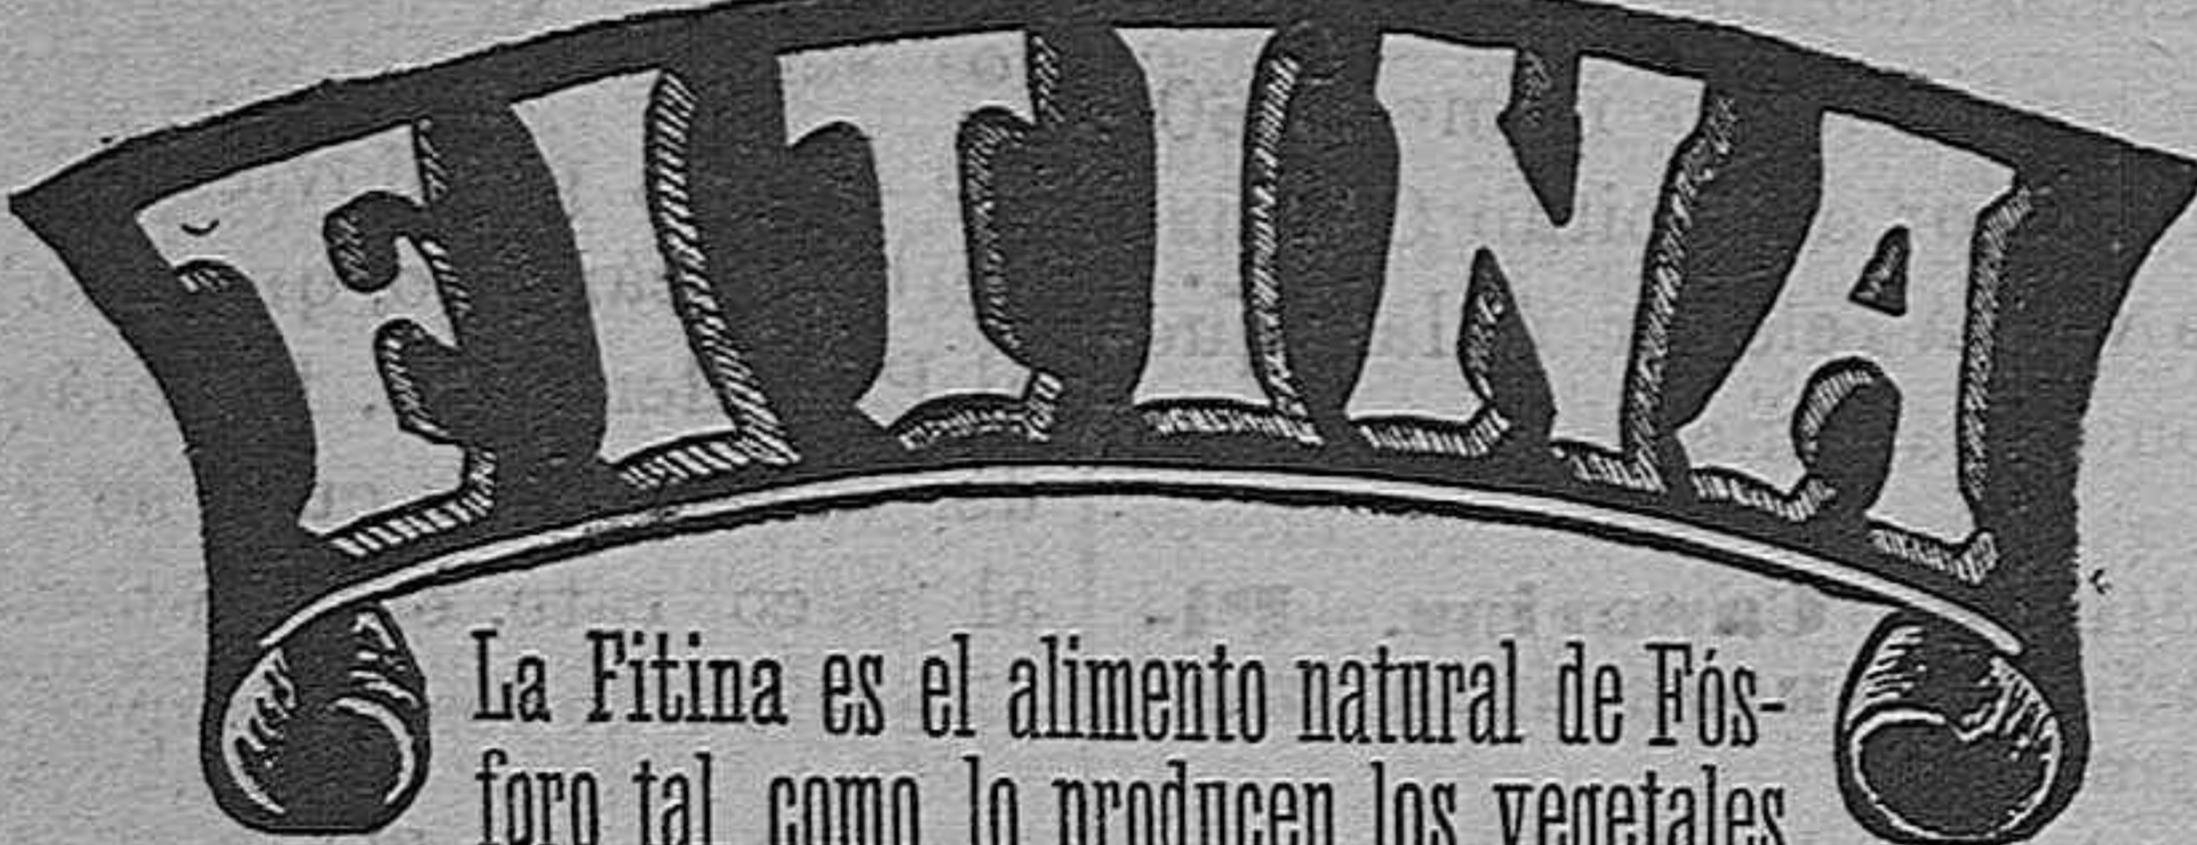 FITINA
La Fitina es el alimento natural de Fós-
foro tal como lo producen los vegetales